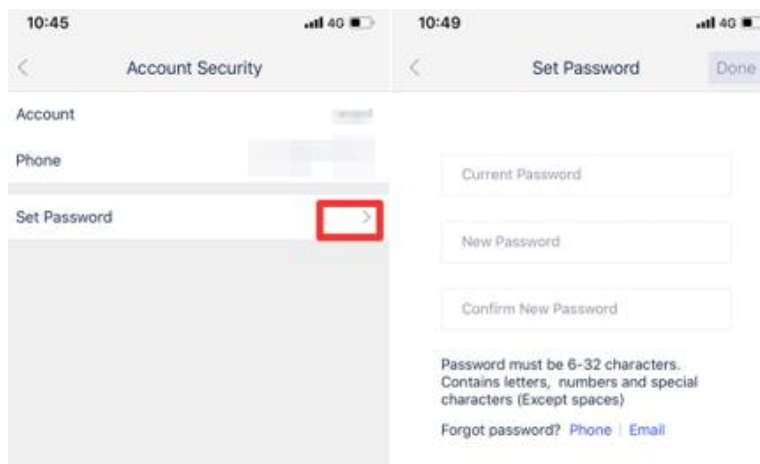 10:45
4G
Account Security
Account
Phone
Set Password
10:49
4G
Set Password
Done
Current Password
New Password
Confirm New Password
Password must be 6-32 characters.
Contains letters, numbers and special
characters (Except spaces)
Forgot password? Phone | Email